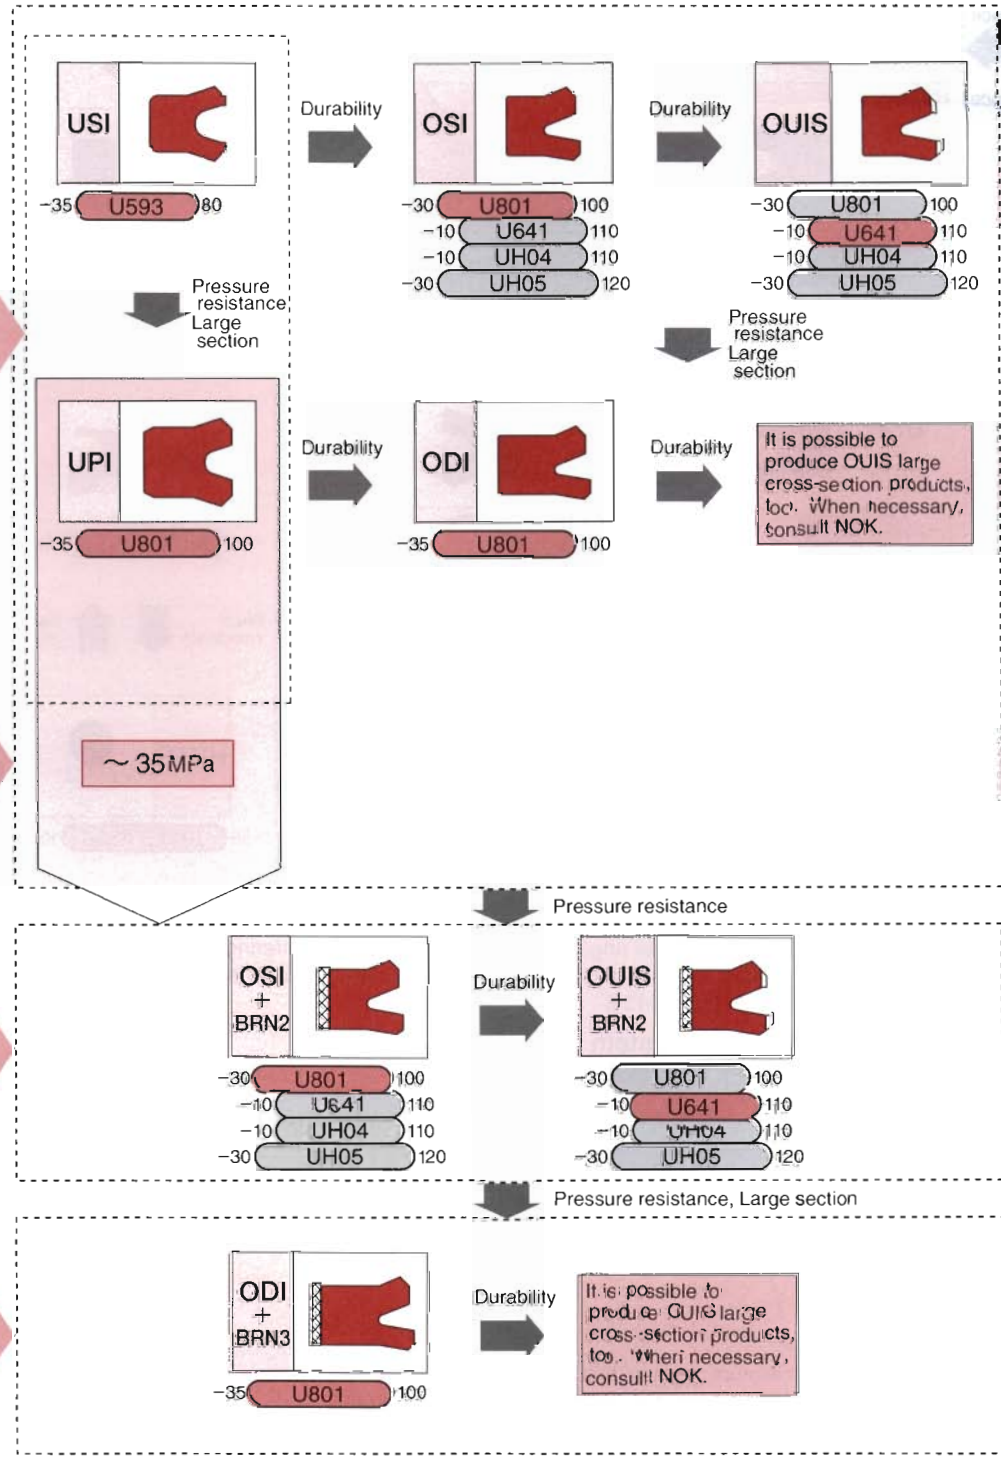 USI
Durability
OSI
Durability
OUIS
−35 U593 80
−30 U801 100
−10 U641 110
−10 UH04 110
−30 UH05 120
−30 U801 100
−10 U641 110
−10 UH04 110
−30 UH05 120
Pressure
resistance
Large
section
Pressure
resistance
Large
section
UPI
Durability
ODI
Durability
It is possible to
produce OUIS large
cross-section products,
too. When necessary,
consult NOK.
−35 U801 100
−35 U801 100
~ 35MPa
Pressure resistance
OSI
+
BRN2
Durability
OUIS
+
BRN2
−30 U801 100
−10 U641 110
−10 UH04 110
−30 UH05 120
−30 U801 100
−10 U641 110
−10 UH04 110
−30 UH05 120
Pressure resistance, Large section
ODI
+
BRN3
Durability
It is possible to
produce OUIS large
cross-section products,
too. When necessary,
consult NOK.
−35 U801 100